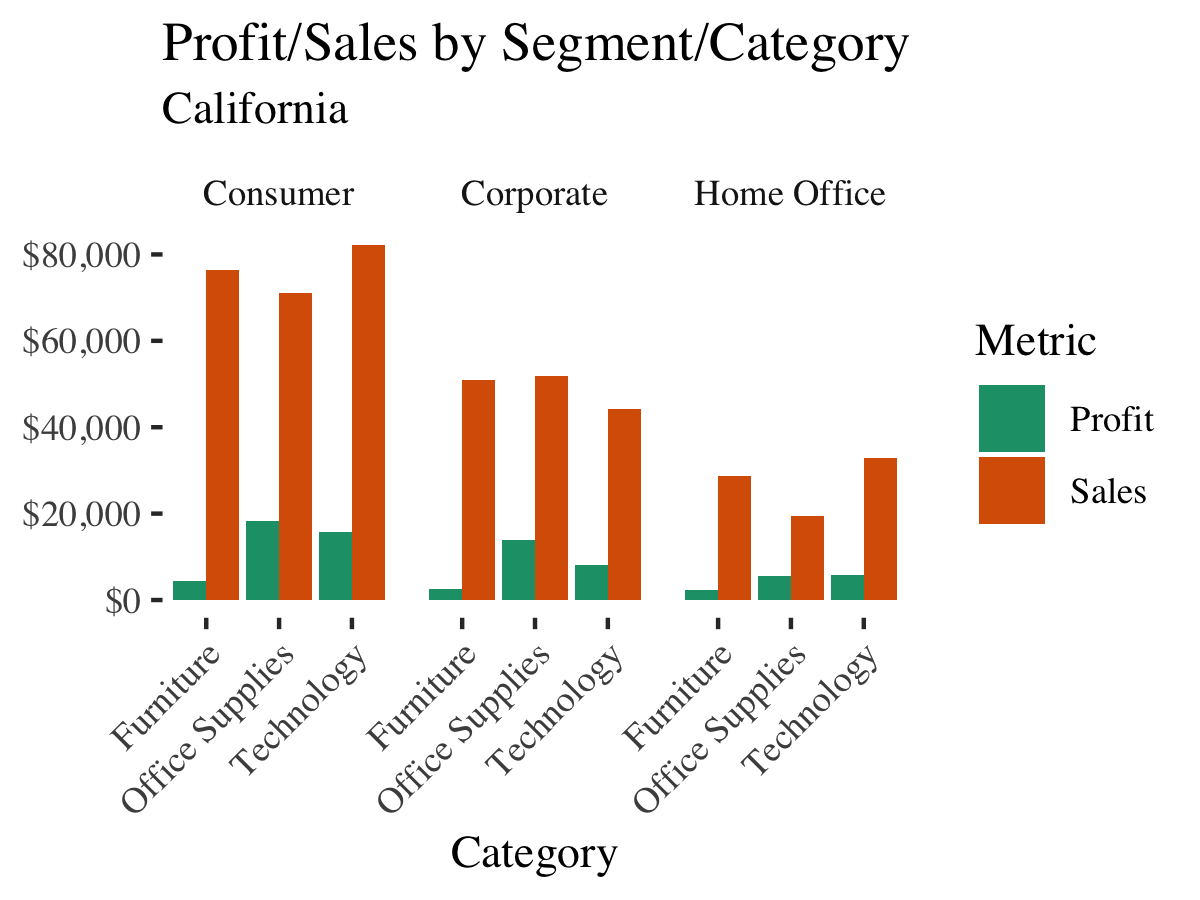 Profit/Sales by Segment/Category
California
Consumer
Corporate
Home Office
$80,000
$60,000
$40,000
$20,000
$0
Furniture
Office Supplies
Technology
Furniture
Office Supplies
Technology
Furniture
Office Supplies
Technology
Category
Metric
Profit
Sales